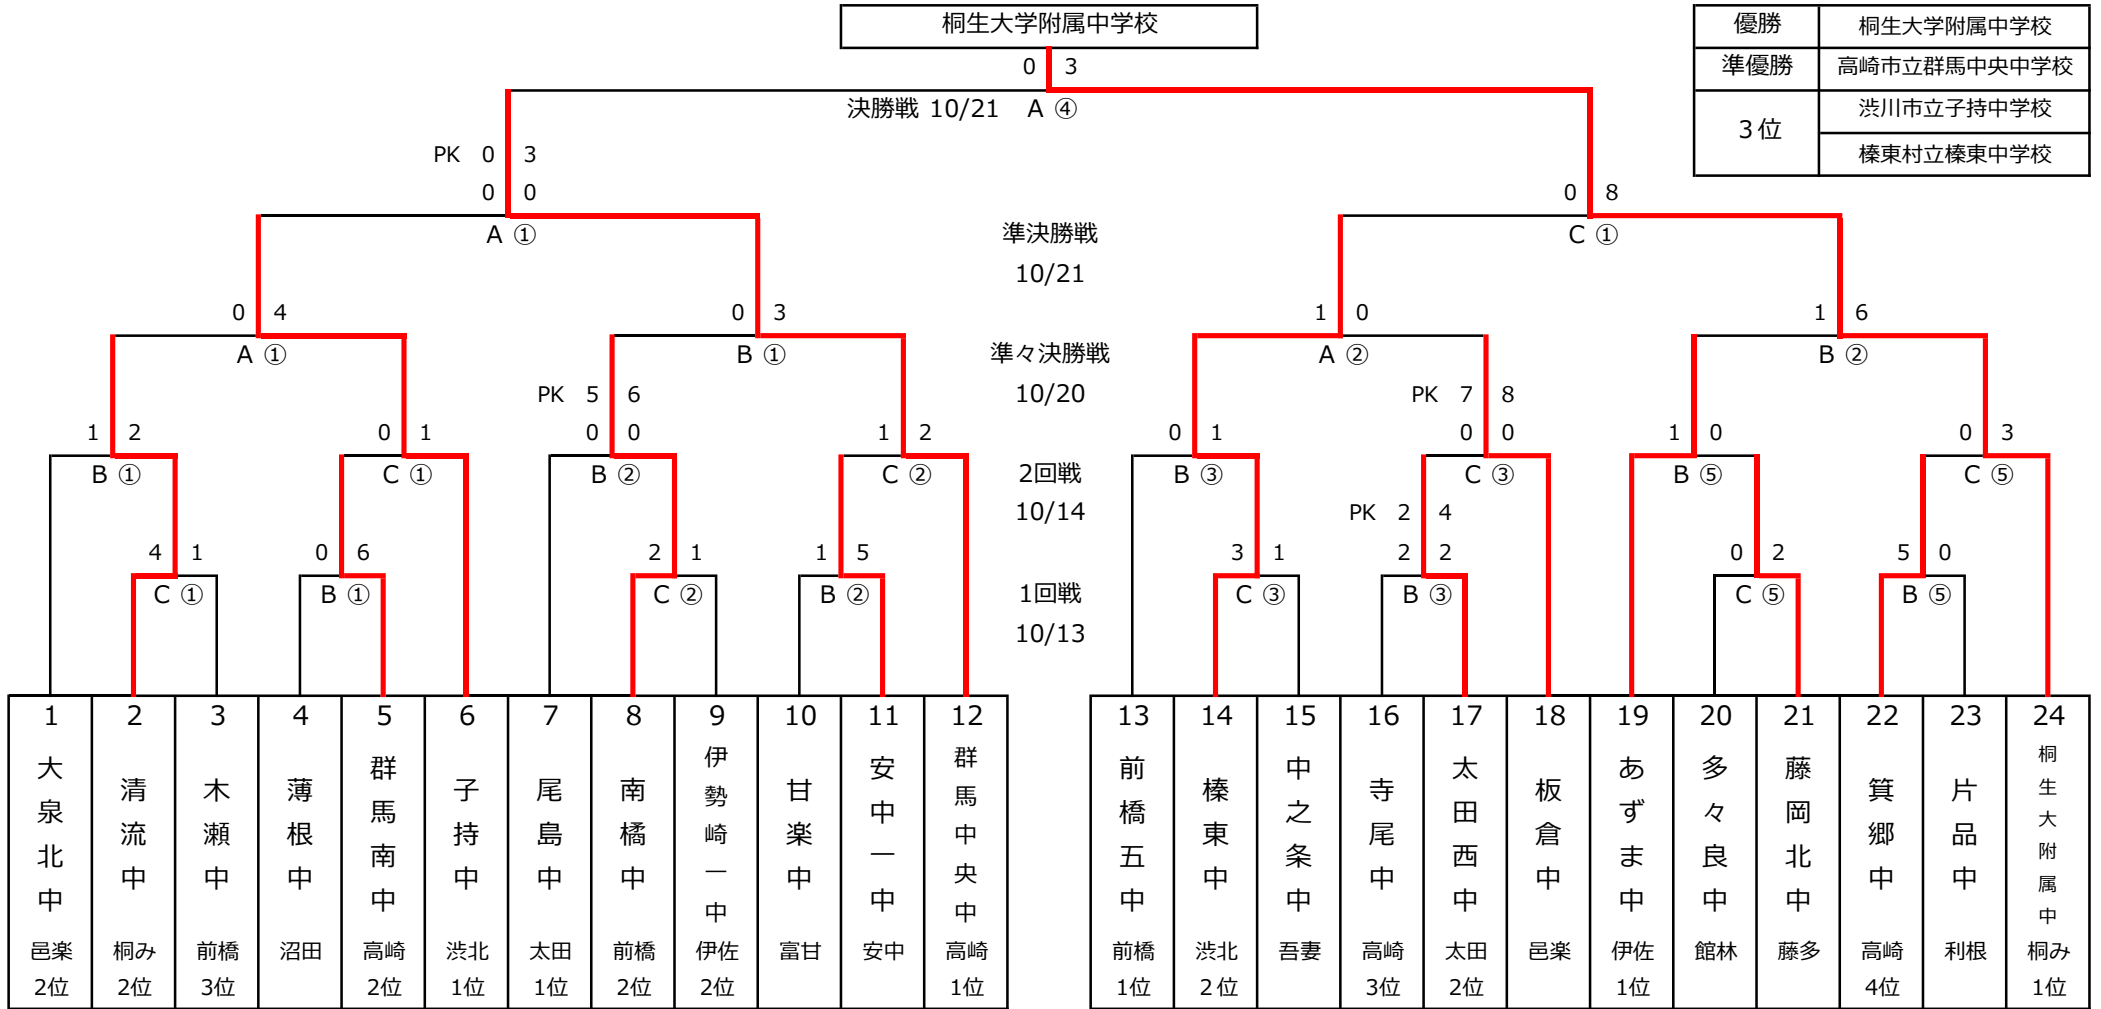 桐生大学附属中学校
優勝 桐生大学附属中学校
準優勝 高崎市立群馬中央中学校
3位 渋川市立子持中学校
榛東村立榛東中学校
0 3
決勝戦 10/21 A ④
PK 0 3
0 0
0 8
A ①
準決勝戦
C ①
10/21
0 4
0 3
1 0
1 6
A ①
B ①
準々決勝戦
A ②
B ②
PK 5 6
10/20
PK 7 8
1 2
0 1
0 0
1 2
0 1
0 0
1 0
0 3
B ①
C ①
B ②
C ②
2回戦
B ③
C ③
B ⑤
C ⑤
10/14
PK 2 4
4 1
0 6
2 1
1 5
3 1
2 2
0 2
5 0
C ①
B ①
C ②
B ②
1回戦
C ③
B ③
C ⑤
B ⑤
10/13
1 大泉北中 邑楽 2位
2 清流中 桐み 2位
3 木瀬中 前橋 3位
4 薄根中 沼田
5 群馬南中 高崎 2位
6 子持中 渋北 1位
7 尾島中 太田 1位
8 南橘中 前橋 2位
9 伊勢崎一中 伊佐 2位
10 甘楽中 富甘
11 安中一中 安中
12 群馬中央中 高崎 1位
13 前橋五中 前橋 1位
14 榛東中 渋北 2位
15 中之条中 吾妻
16 寺尾中 高崎 3位
17 太田西中 太田 2位
18 板倉中 邑楽
19 あずま中 伊佐 1位
20 多々良中 館林
21 藤岡北中 藤多
22 箕郷中 高崎 4位
23 片品中 利根
24 桐生大附属中 桐み 1位